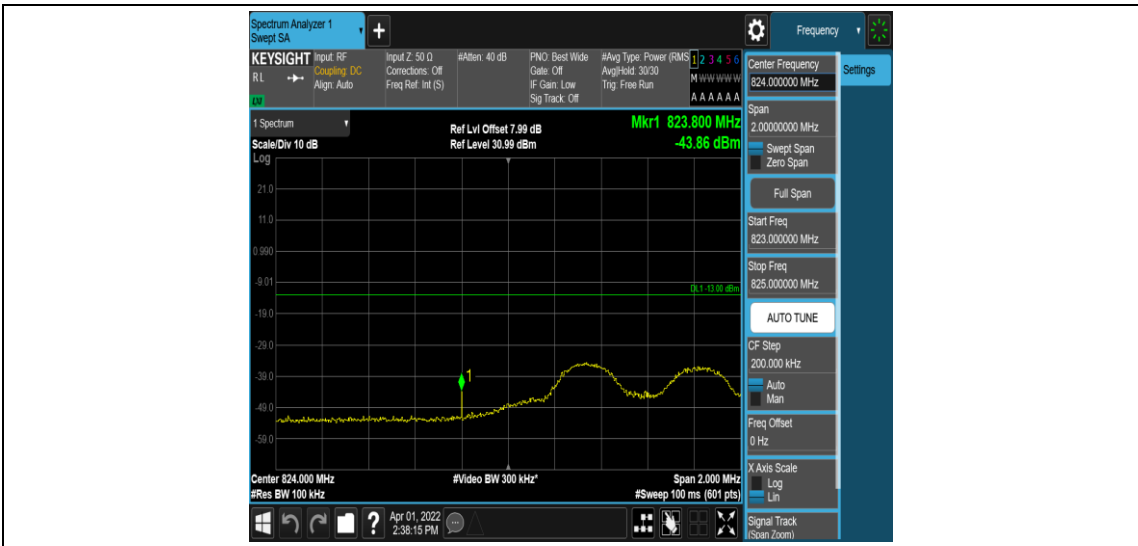 Spectrum Analyzer 1
Swept SA
+
Frequency
KEYSIGHT
RL
Input: RF
Coupling: DC
Align: Auto
Input Z: 50 Ω
Corrections: Off
Freq Ref: Int (S)
#Atten: 40 dB
PNO: Best Wide
Gate: Off
IF Gain: Low
Sig Track: Off
#Avg Type: Power (RMS
Avg|Hold: 30/30
Trig: Free Run
1 2 3 4 5 6
M W W W W W
A A A A A A
Center Frequency
824.000000 MHz
Settings
Span
2.00000000 MHz
Swept Span
Zero Span
Full Span
Start Freq
823.000000 MHz
Stop Freq
825.000000 MHz
AUTO TUNE
CF Step
200.000 kHz
Auto
Man
Freq Offset
0 Hz
X Axis Scale
Log
Lin
Signal Track
(Span Zoom)
1 Spectrum
Scale/Div 10 dB
Log
Ref Lvl Offset 7.99 dB
Ref Level 30.99 dBm
Mkr1 823.800 MHz
-43.86 dBm
21.0
11.0
0.990
-9.01
DL1 -13.00 dBm
-19.0
-29.0
-39.0
1
-49.0
-59.0
Center 824.000 MHz
#Video BW 300 kHz*
Span 2.000 MHz
#Res BW 100 kHz
#Sweep 100 ms (601 pts)
?
Apr 01, 2022
2:38:15 PM